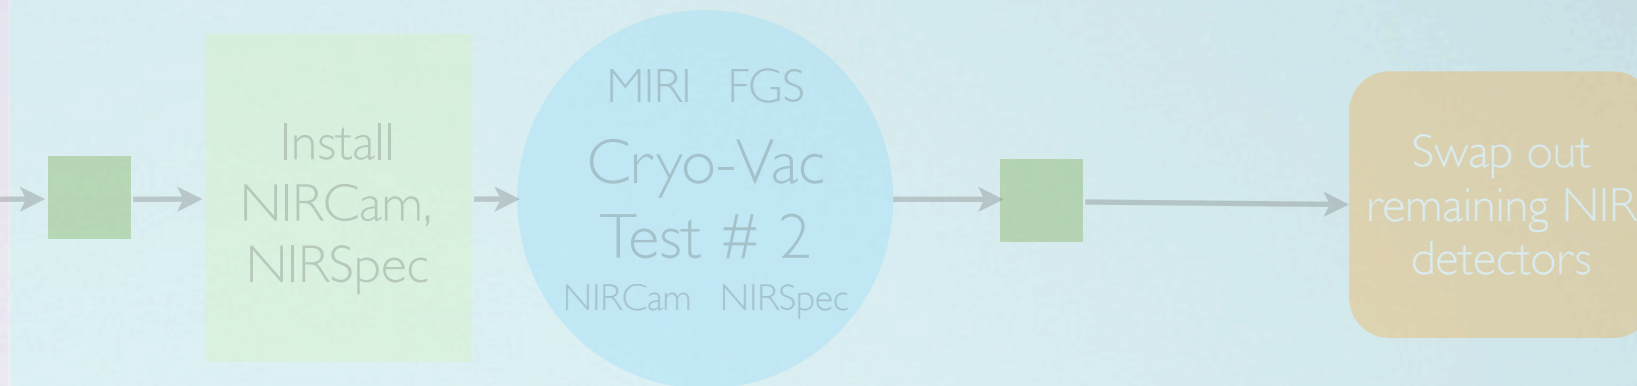 Install
NIRCam,
NIRSpec
MIRI FGS
Cryo-Vac
Test # 2
NIRCam NIRSpec
Swap out
remaining NIR
detectors